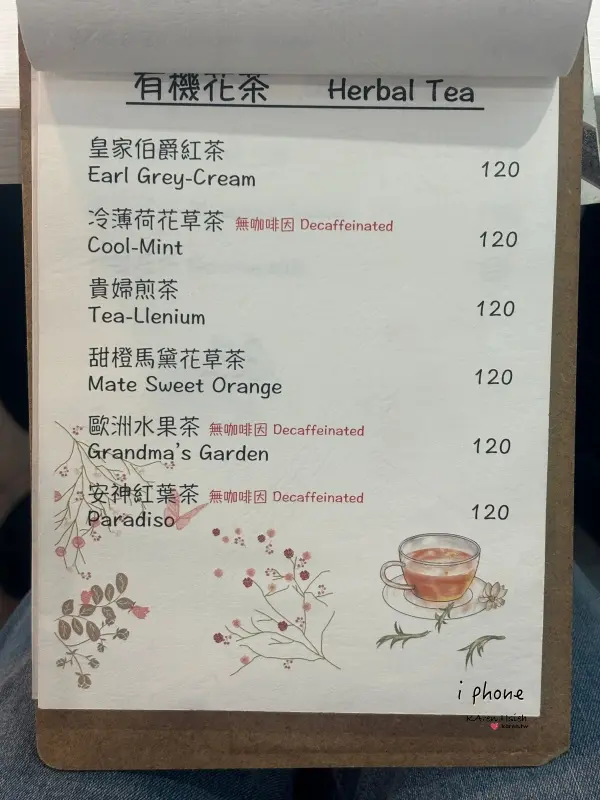 有機花茶 Herbal Tea
皇家伯爵紅茶
Earl Grey-Cream 120
冷薄荷花草茶 無咖啡因 Decaffeinated
Cool-Mint 120
貴婦煎茶
Tea-Llenium 120
甜橙馬黛花草茶
Mate Sweet Orange 120
歐洲水果茶 無咖啡因 Decaffeinated
Grandma's Garden 120
安神紅葉茶 無咖啡因 Decaffeinated
Paradiso 120
i phone
KAren Hsieh